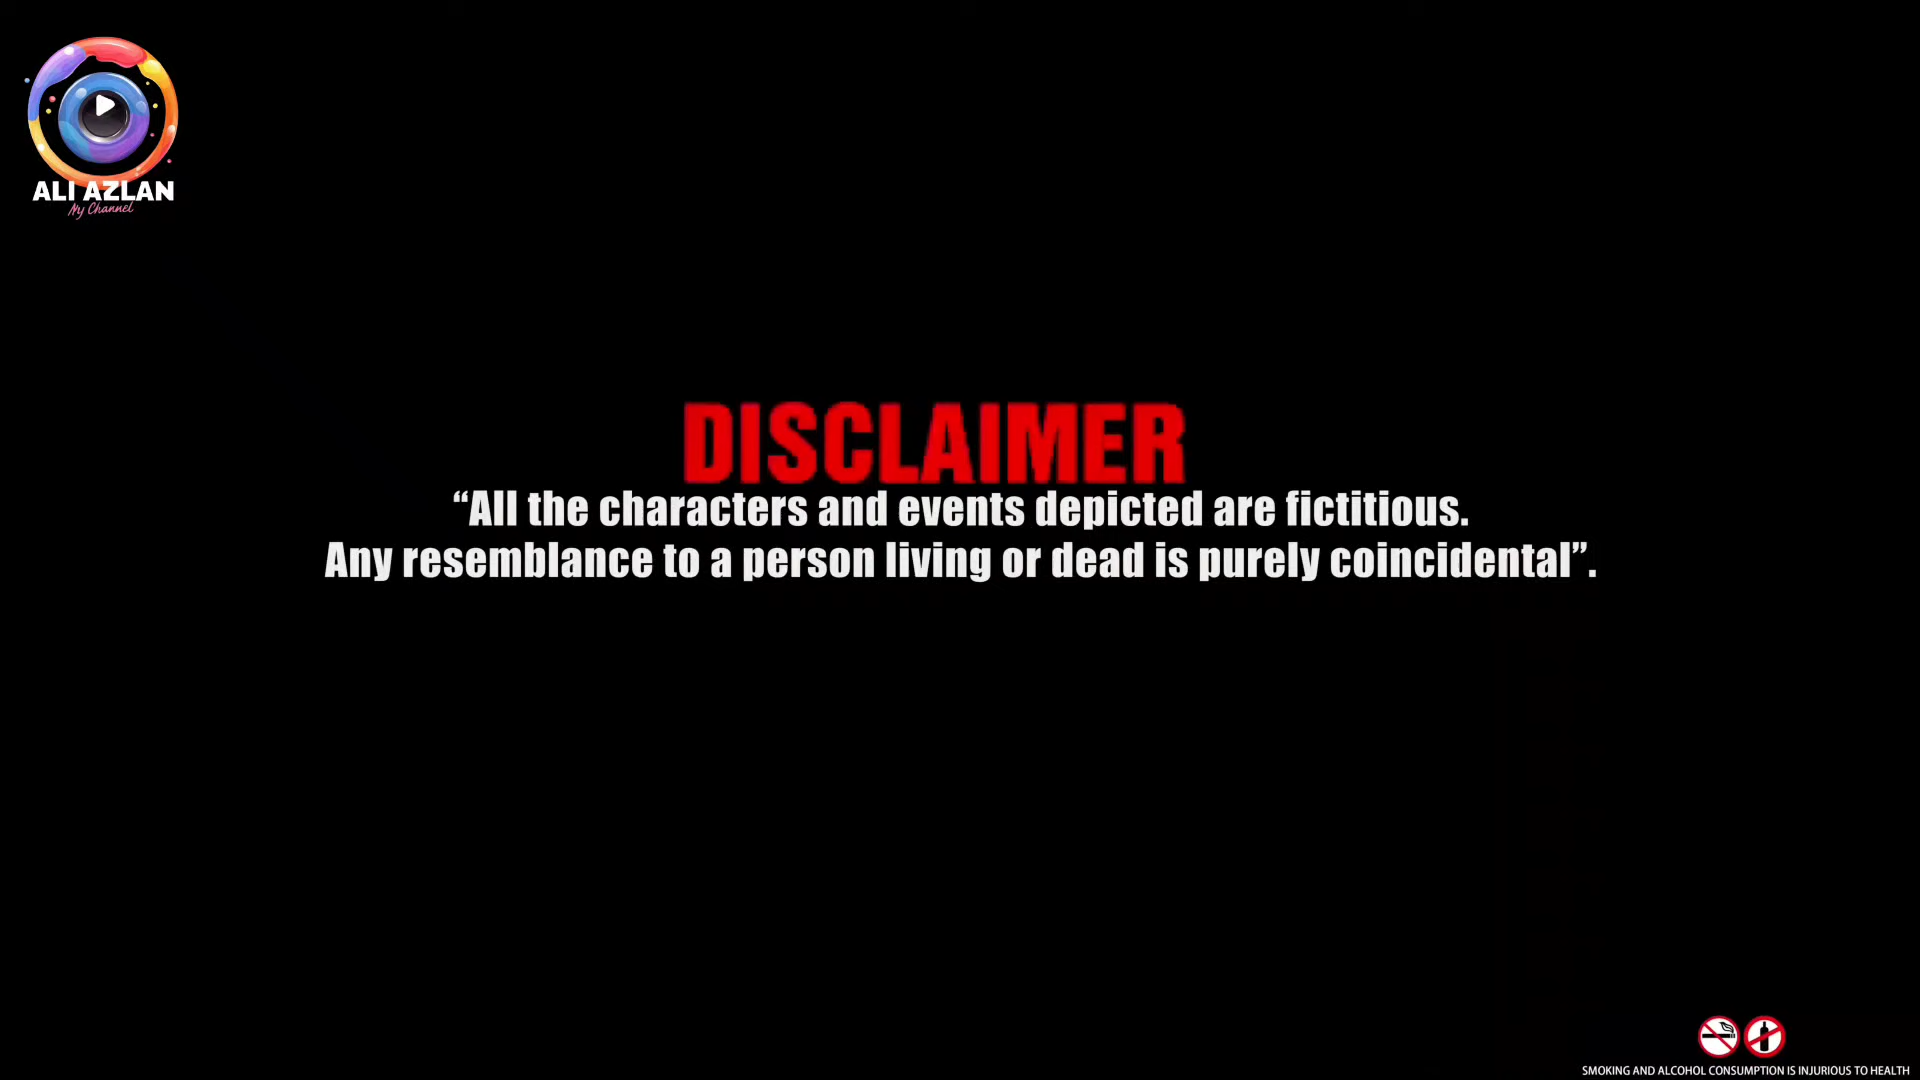 ALI AZLAN
My Channel
DISCLAIMER
“All the characters and events depicted are fictitious.
Any resemblance to a person living or dead is purely coincidental”.
SMOKING AND ALCOHOL CONSUMPTION IS INJURIOUS TO HEALTH